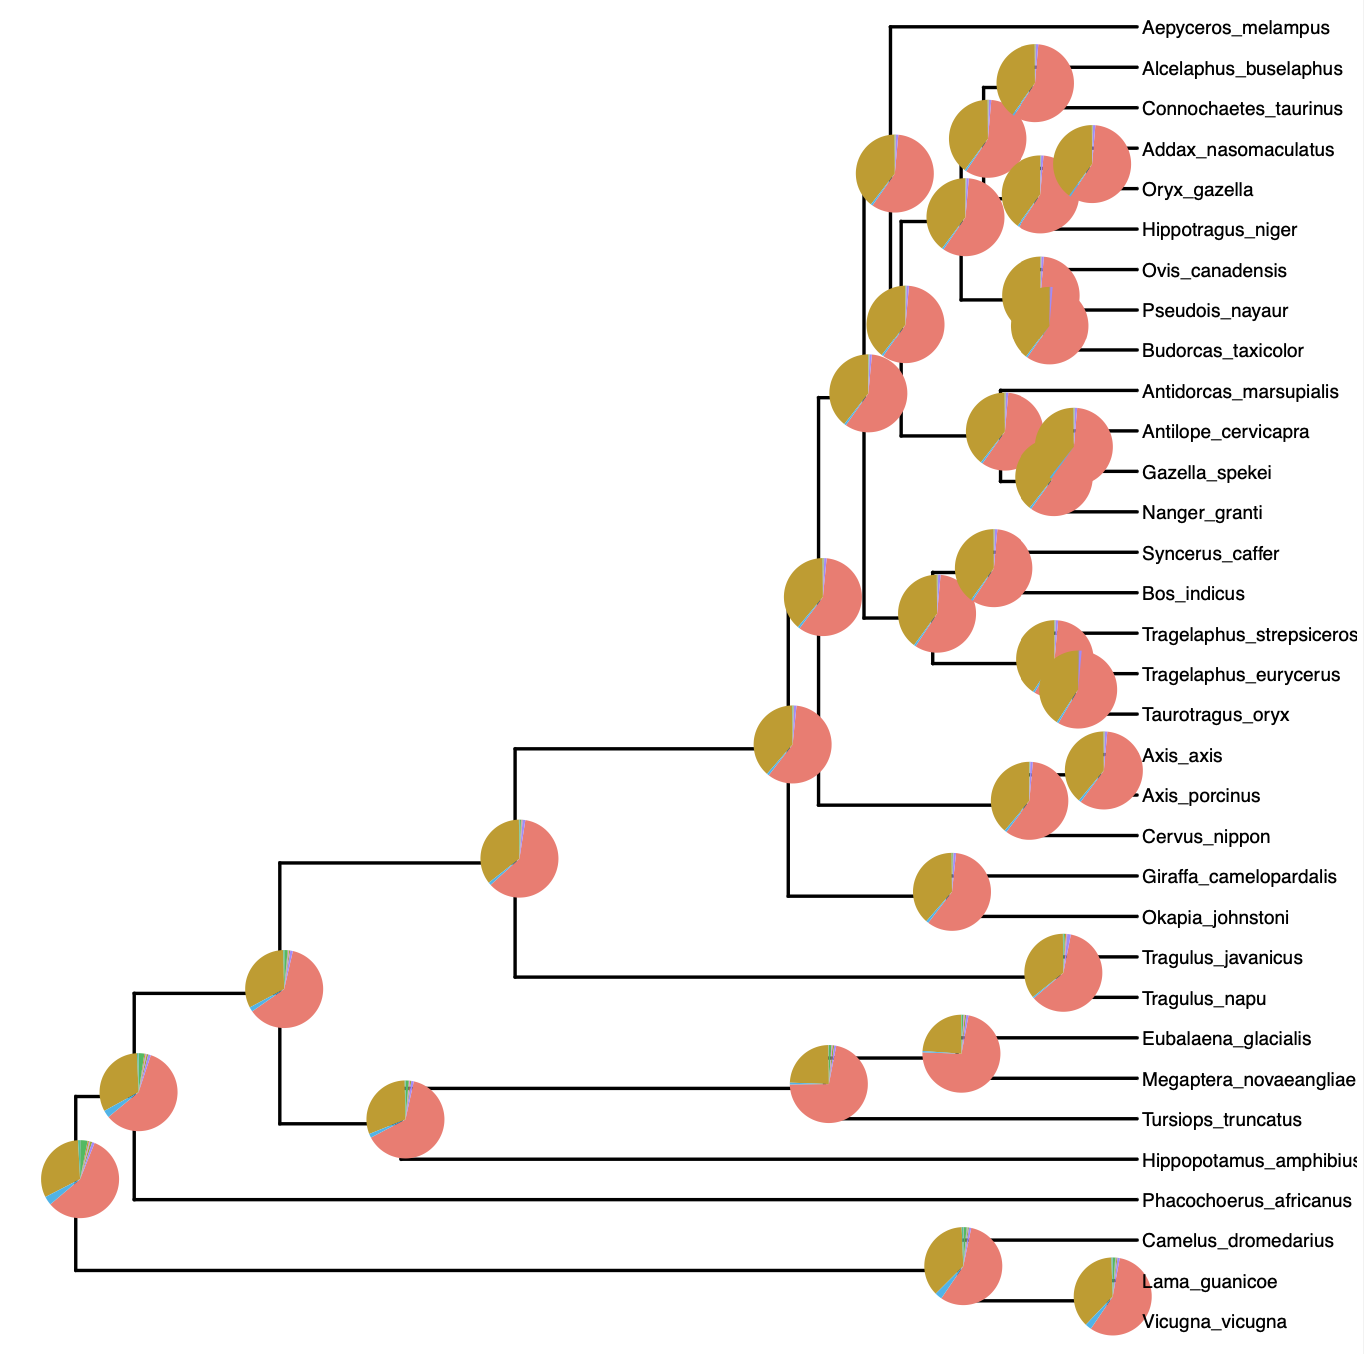 Aepyceros_melampus
Alcelaphus_buselaphus
Connochaetes_taurinus
Addax_nasomaculatus
Oryx_gazella
Hippotragus_niger
Ovis_canadensis
Pseudois_nayaur
Budorcas_taxicolor
Antidorcas_marsupialis
Antilope_cervicapra
Gazella_spekei
Nanger_granti
Syncerus_caffer
Bos_indicus
Tragelaphus_strepsiceros
Tragelaphus_eurycerus
Taurotragus_oryx
Axis_axis
Axis_porcinus
Cervus_nippon
Giraffa_camelopardalis
Okapia_johnstoni
Tragulus_javanicus
Tragulus_napu
Eubalaena_glacialis
Megaptera_novaeangliae
Tursiops_truncatus
Hippopotamus_amphibius
Phacochoerus_africanus
Camelus_dromedarius
Lama_guanicoe
Vicugna_vicugna